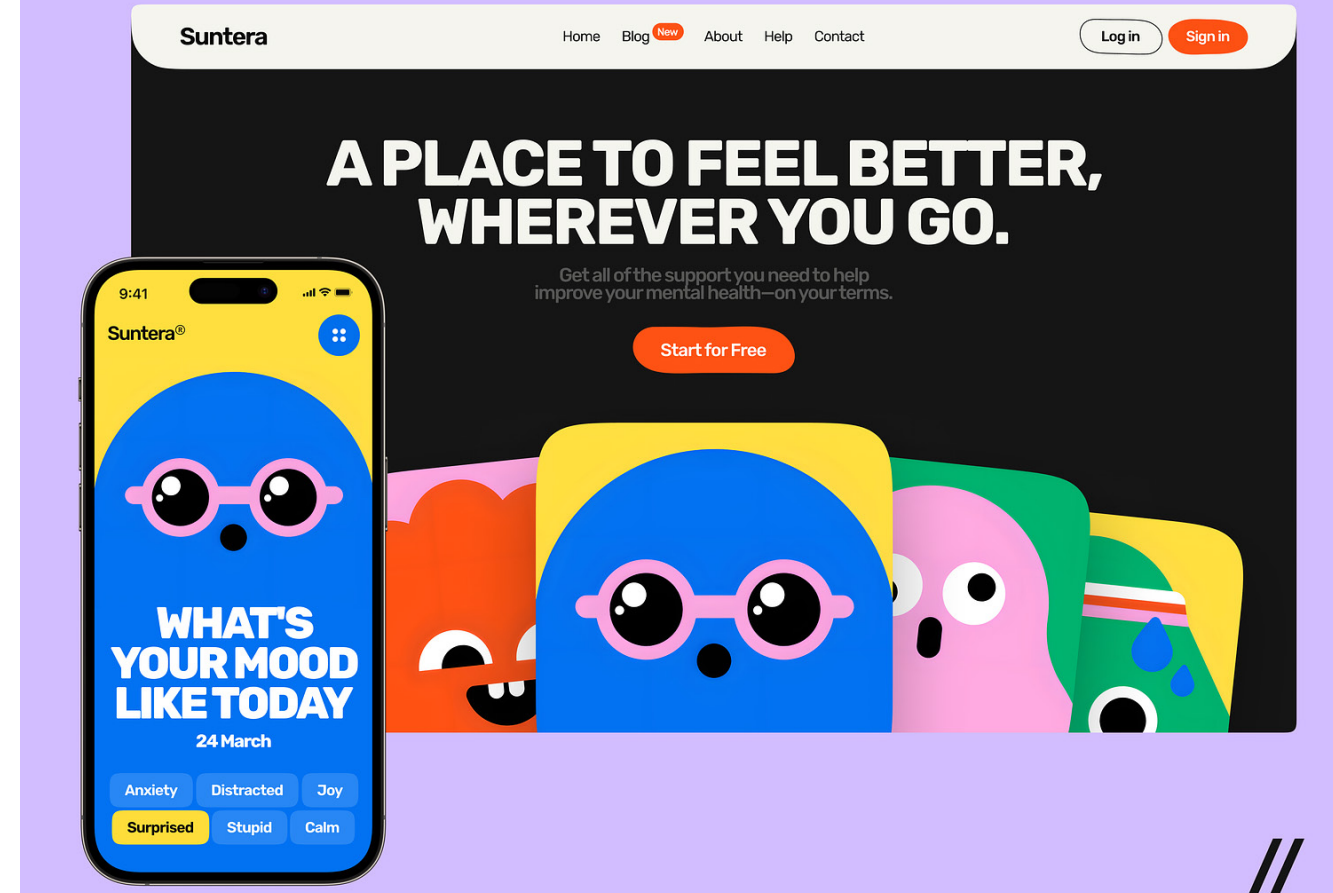 Suntera
Home Blog New About Help Contact
Log in Sign in
A PLACE TO FEEL BETTER,
WHEREVER YOU GO.
Get all of the support you need to help
improve your mental health—on your terms.
Start for Free
9:41
Suntera®
WHAT'S
YOUR MOOD
LIKE TODAY
24 March
Anxiety Distracted Joy
Surprised Stupid Calm